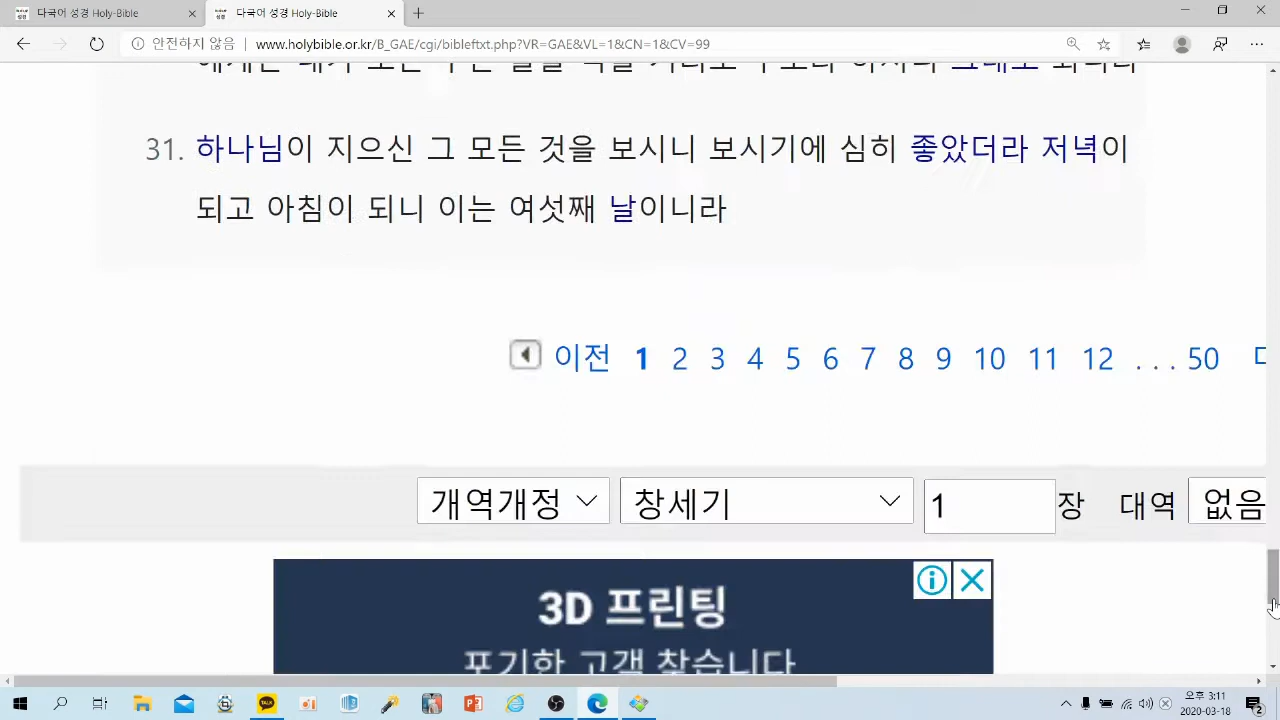 다국어 성경 Holy-Bible
다국어 성경 Holy-Bible
안전하지 않음 | www.holybible.or.kr/B_GAE/cgi/bibleftxt.php?VR=GAE&VL=1&CN=1&CV=99
31. 하나님이 지으신 그 모든 것을 보시니 보시기에 심히 좋았더라 저녁이
되고 아침이 되니 이는 여섯째 날이니라
이전 1 2 3 4 5 6 7 8 9 10 11 12 . . . 50
개역개정 창세기 1 장 대역 없음
3D 프린팅
포기한 고객 찾습니다
TALK
오후 3:11
2020-03-18
2